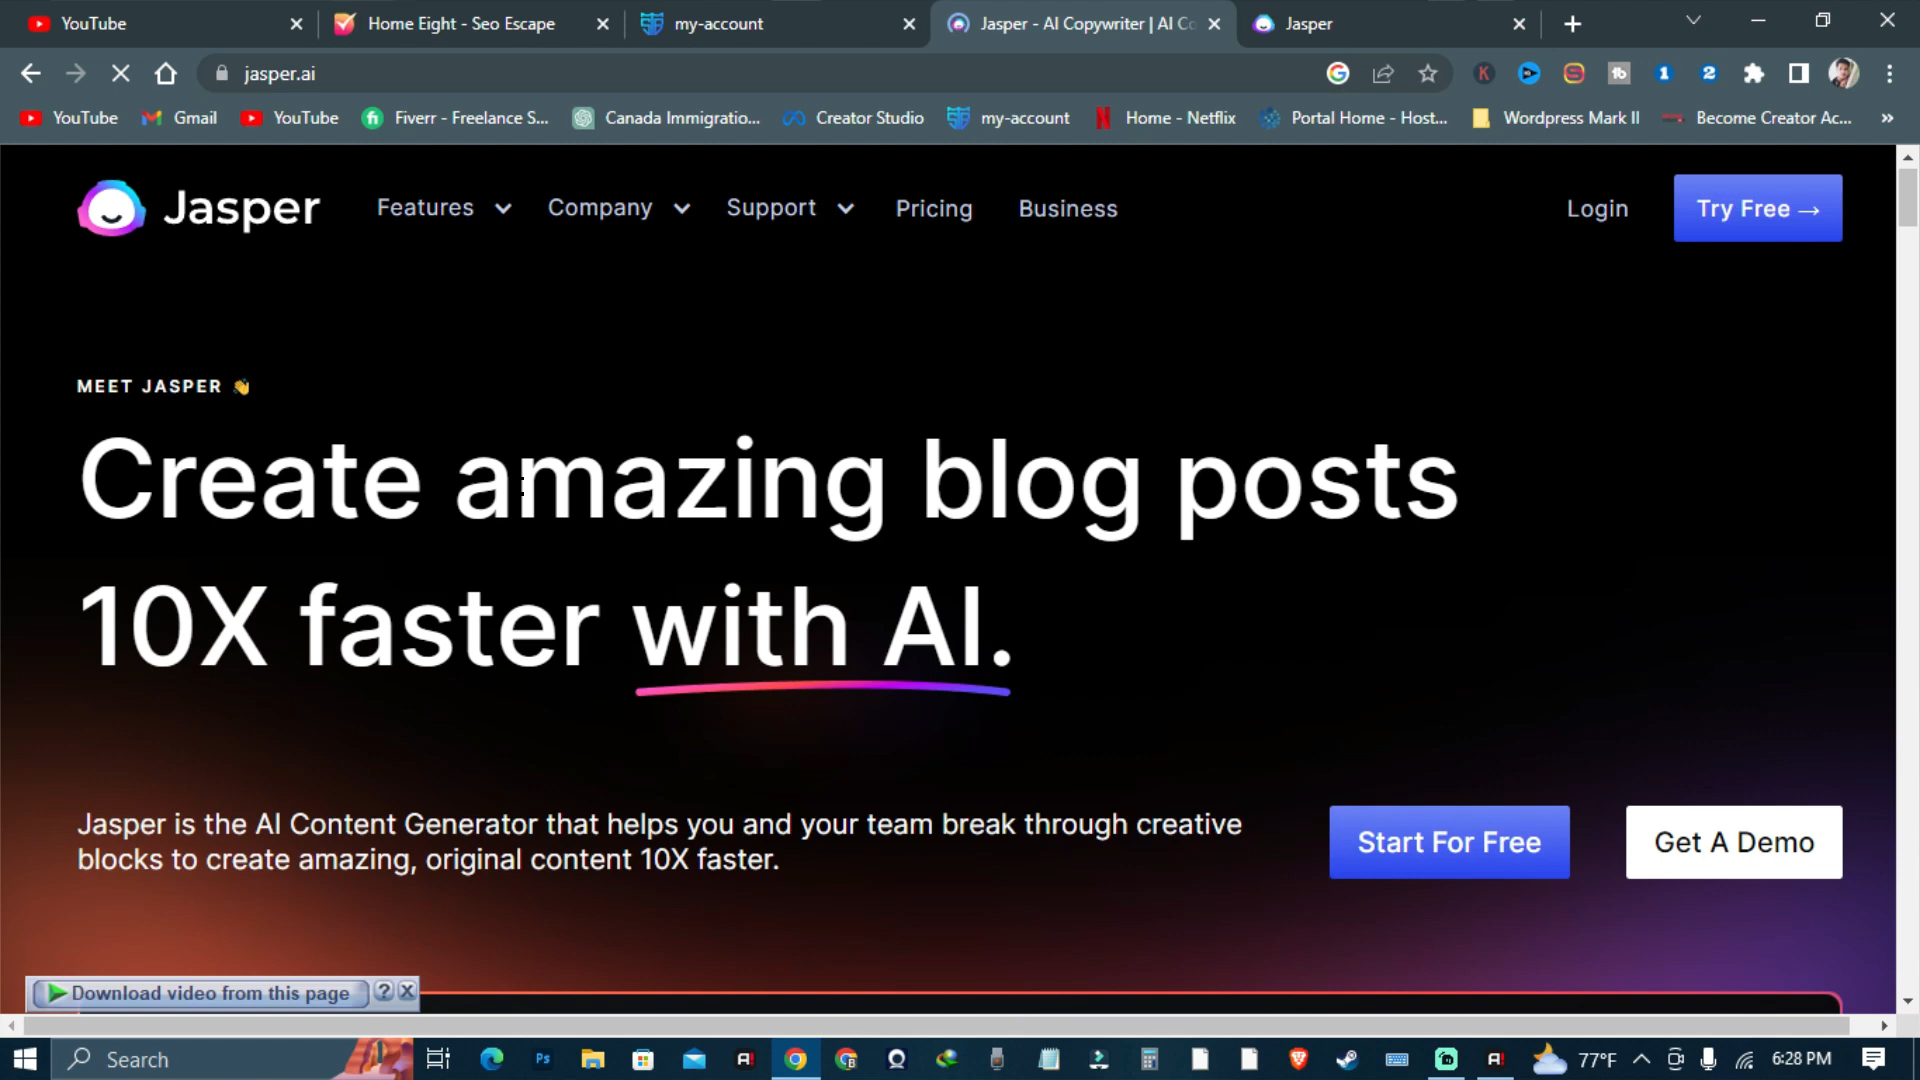 YouTube
Home Eight - Seo Escape
my-account
Jasper - AI Copywriter | AI Co
Jasper
jasper.ai
YouTube
Gmail
YouTube
Fiverr - Freelance S...
Canada Immigratio...
Creator Studio
my-account
Home - Netflix
Portal Home - Host...
Wordpress Mark II
Become Creator Ac...
Jasper
Features
Company
Support
Pricing
Business
Login
Try Free →
MEET JASPER 👋
Create amazing blog posts
10X faster with AI.
Jasper is the AI Content Generator that helps you and your team break through creative
blocks to create amazing, original content 10X faster.
Start For Free
Get A Demo
Download video from this page
Search
77°F
6:28 PM